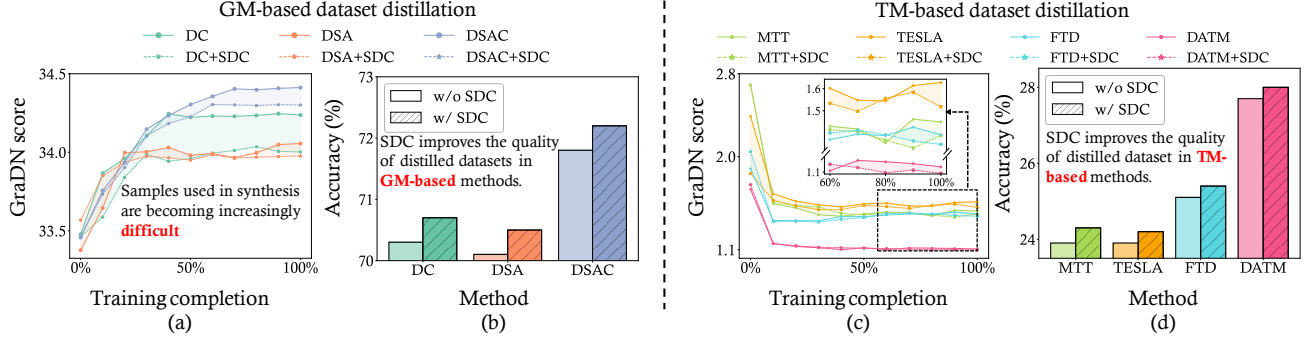 GM-based dataset distillation
DC
DSA
DSAC
DC+SDC
DSA+SDC
DSAC+SDC
34.5
34.0
33.5
GraDN score
Samples used in synthesis
are becoming increasingly
difficult
0%
50%
100%
Training completion
(a)
73
72
71
70
Accuracy (%)
w/o SDC
w/ SDC
SDC improves the quality
of distilled datasets in
GM-based methods.
DC
DSA
DSAC
Method
(b)
TM-based dataset distillation
MTT
TESLA
FTD
DATM
MTT+SDC
TESLA+SDC
FTD+SDC
DATM+SDC
2.8
2.0
1.1
GraDN score
1.6
1.5
1.1
60%
80%
100%
0%
50%
100%
Training completion
(c)
28
26
24
Accuracy (%)
w/o SDC
w/ SDC
SDC improves the quality
of distilled dataset in TM-
based methods.
MTT
TESLA
FTD
DATM
Method
(d)